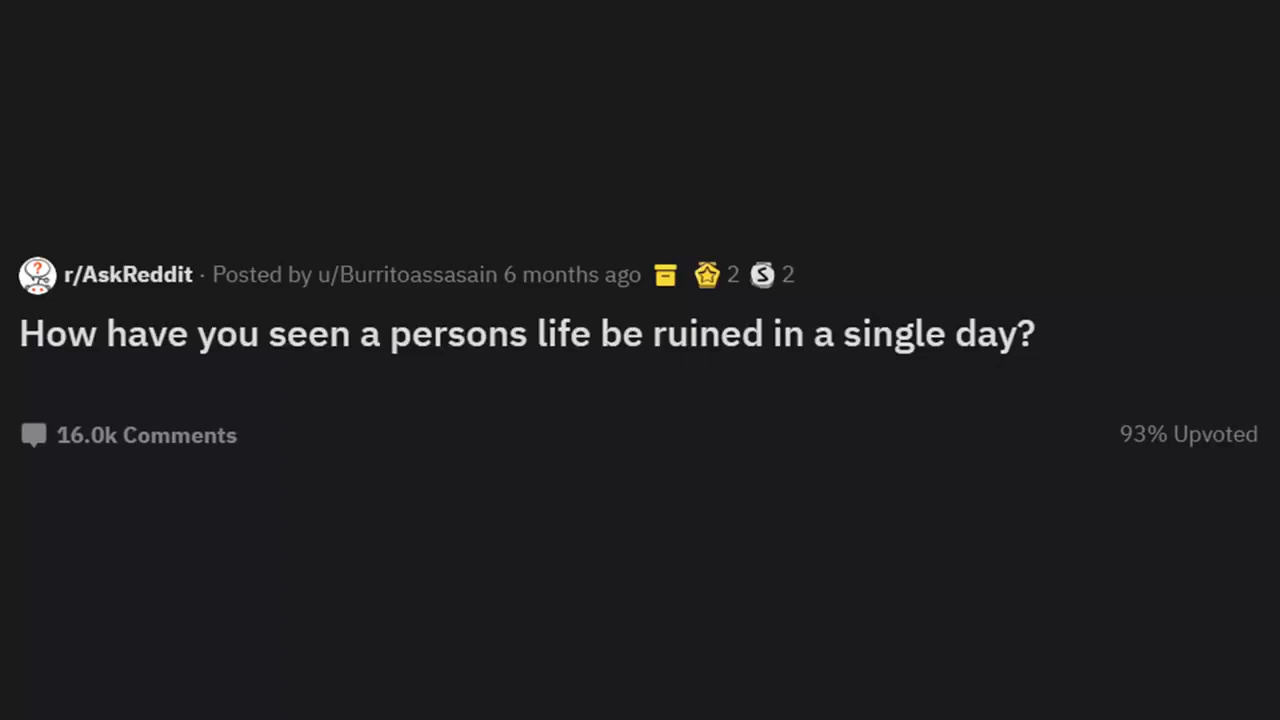 r/AskReddit · Posted by u/Burritoassasain 6 months ago 2 S 2
How have you seen a persons life be ruined in a single day?
16.0k Comments 93% Upvoted